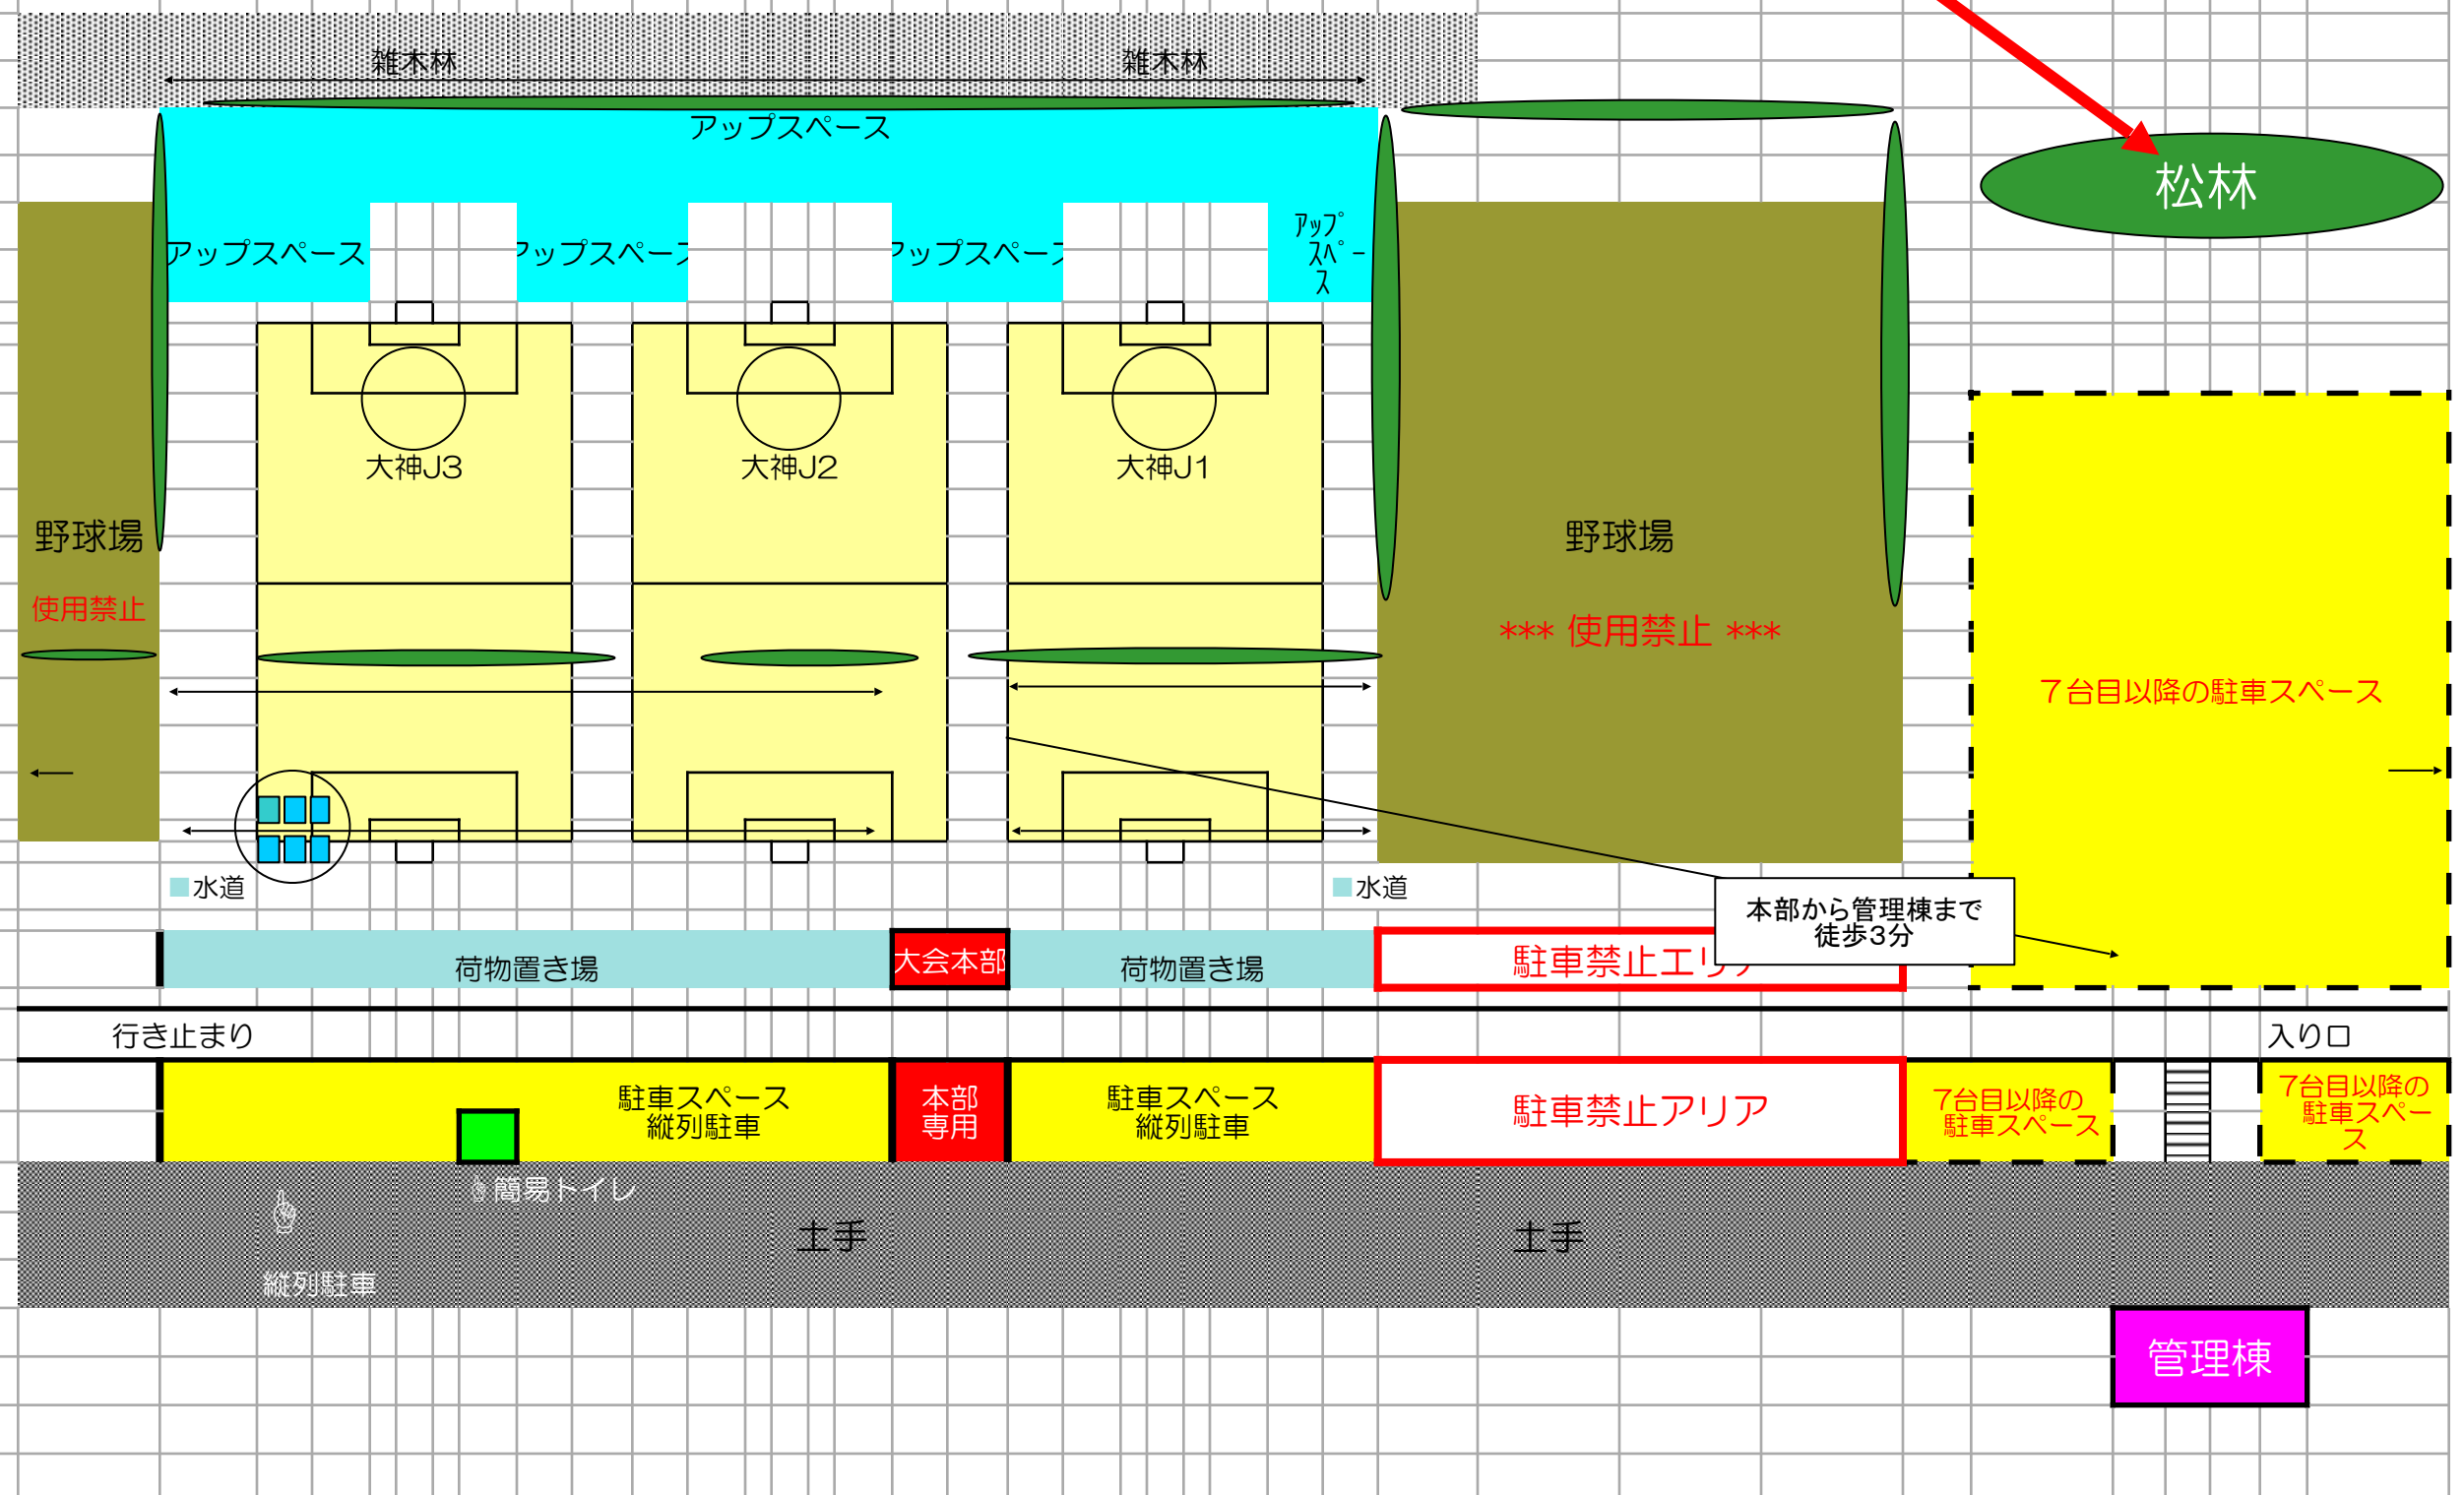 雑木林
雑木林
アップスペース
松林
アップスペース
アップスペース
アップスペース
ｱｯﾌﾟ
ｽﾍﾟｰ
ｽ
大神J3
大神J2
大神J1
野球場
使用禁止
野球場
*** 使用禁止 ***
７台目以降の駐車スペース
水道
水道
本部から管理棟まで
徒歩3分
荷物置き場
大会本部
荷物置き場
駐車禁止エリア
行き止まり
入り口
駐車スペース
縦列駐車
本部
専用
駐車スペース
縦列駐車
駐車禁止アリア
７台目以降の
駐車スペース
７台目以降の
駐車スペー
ス
☝簡易トイレ
☝
土手
土手
縦列駐車
管理棟